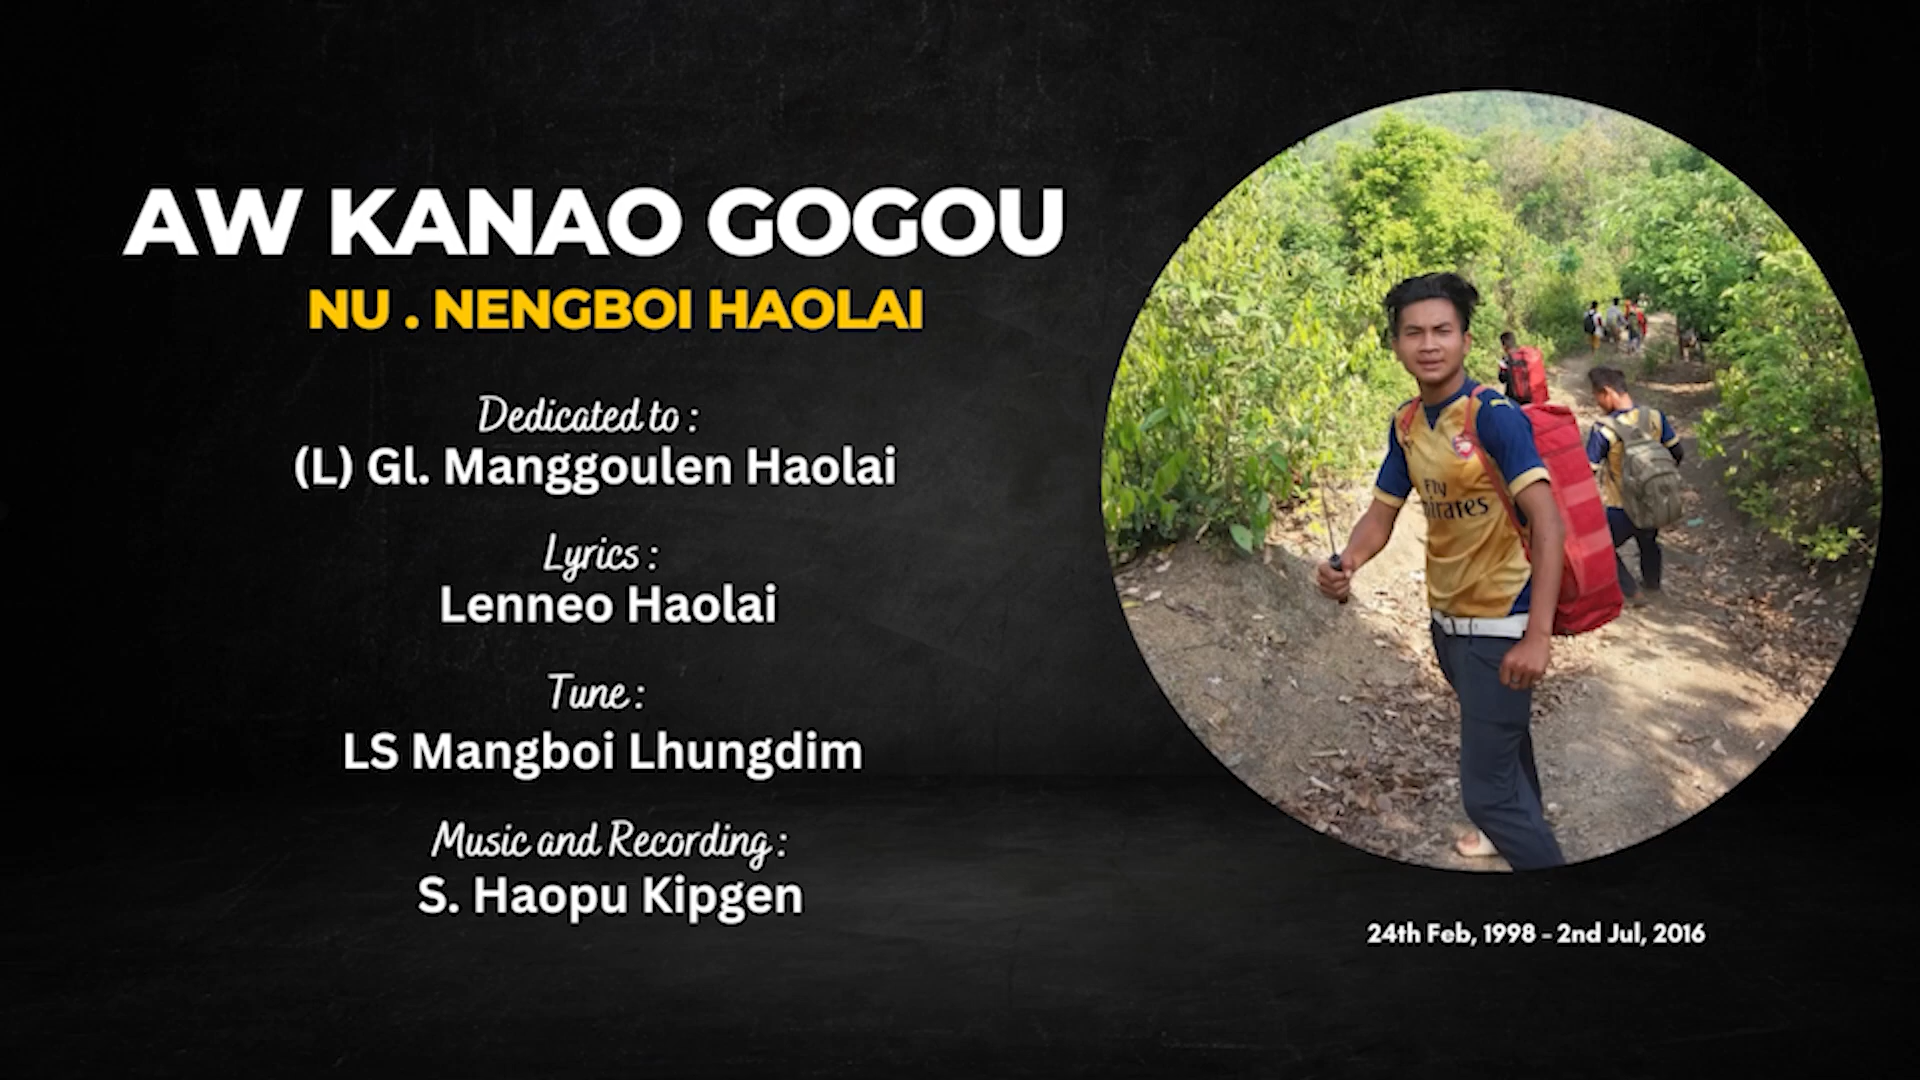 AW KANAO GOGOU
NU . NENGBOI HAOLAI
Dedicated to :
(L) Gl. Manggoulen Haolai
Lyrics :
Lenneo Haolai
Tune :
LS Mangboi Lhungdim
Music and Recording :
S. Haopu Kipgen
Fly
24th Feb, 1998 - 2nd Jul, 2016